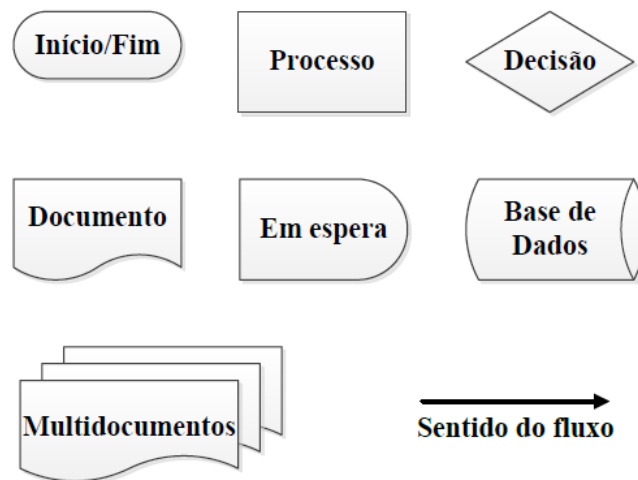 Início/Fim
Processo
Decisão
Documento
Em espera
Base de
Dados
Multidocumentos
Sentido do fluxo